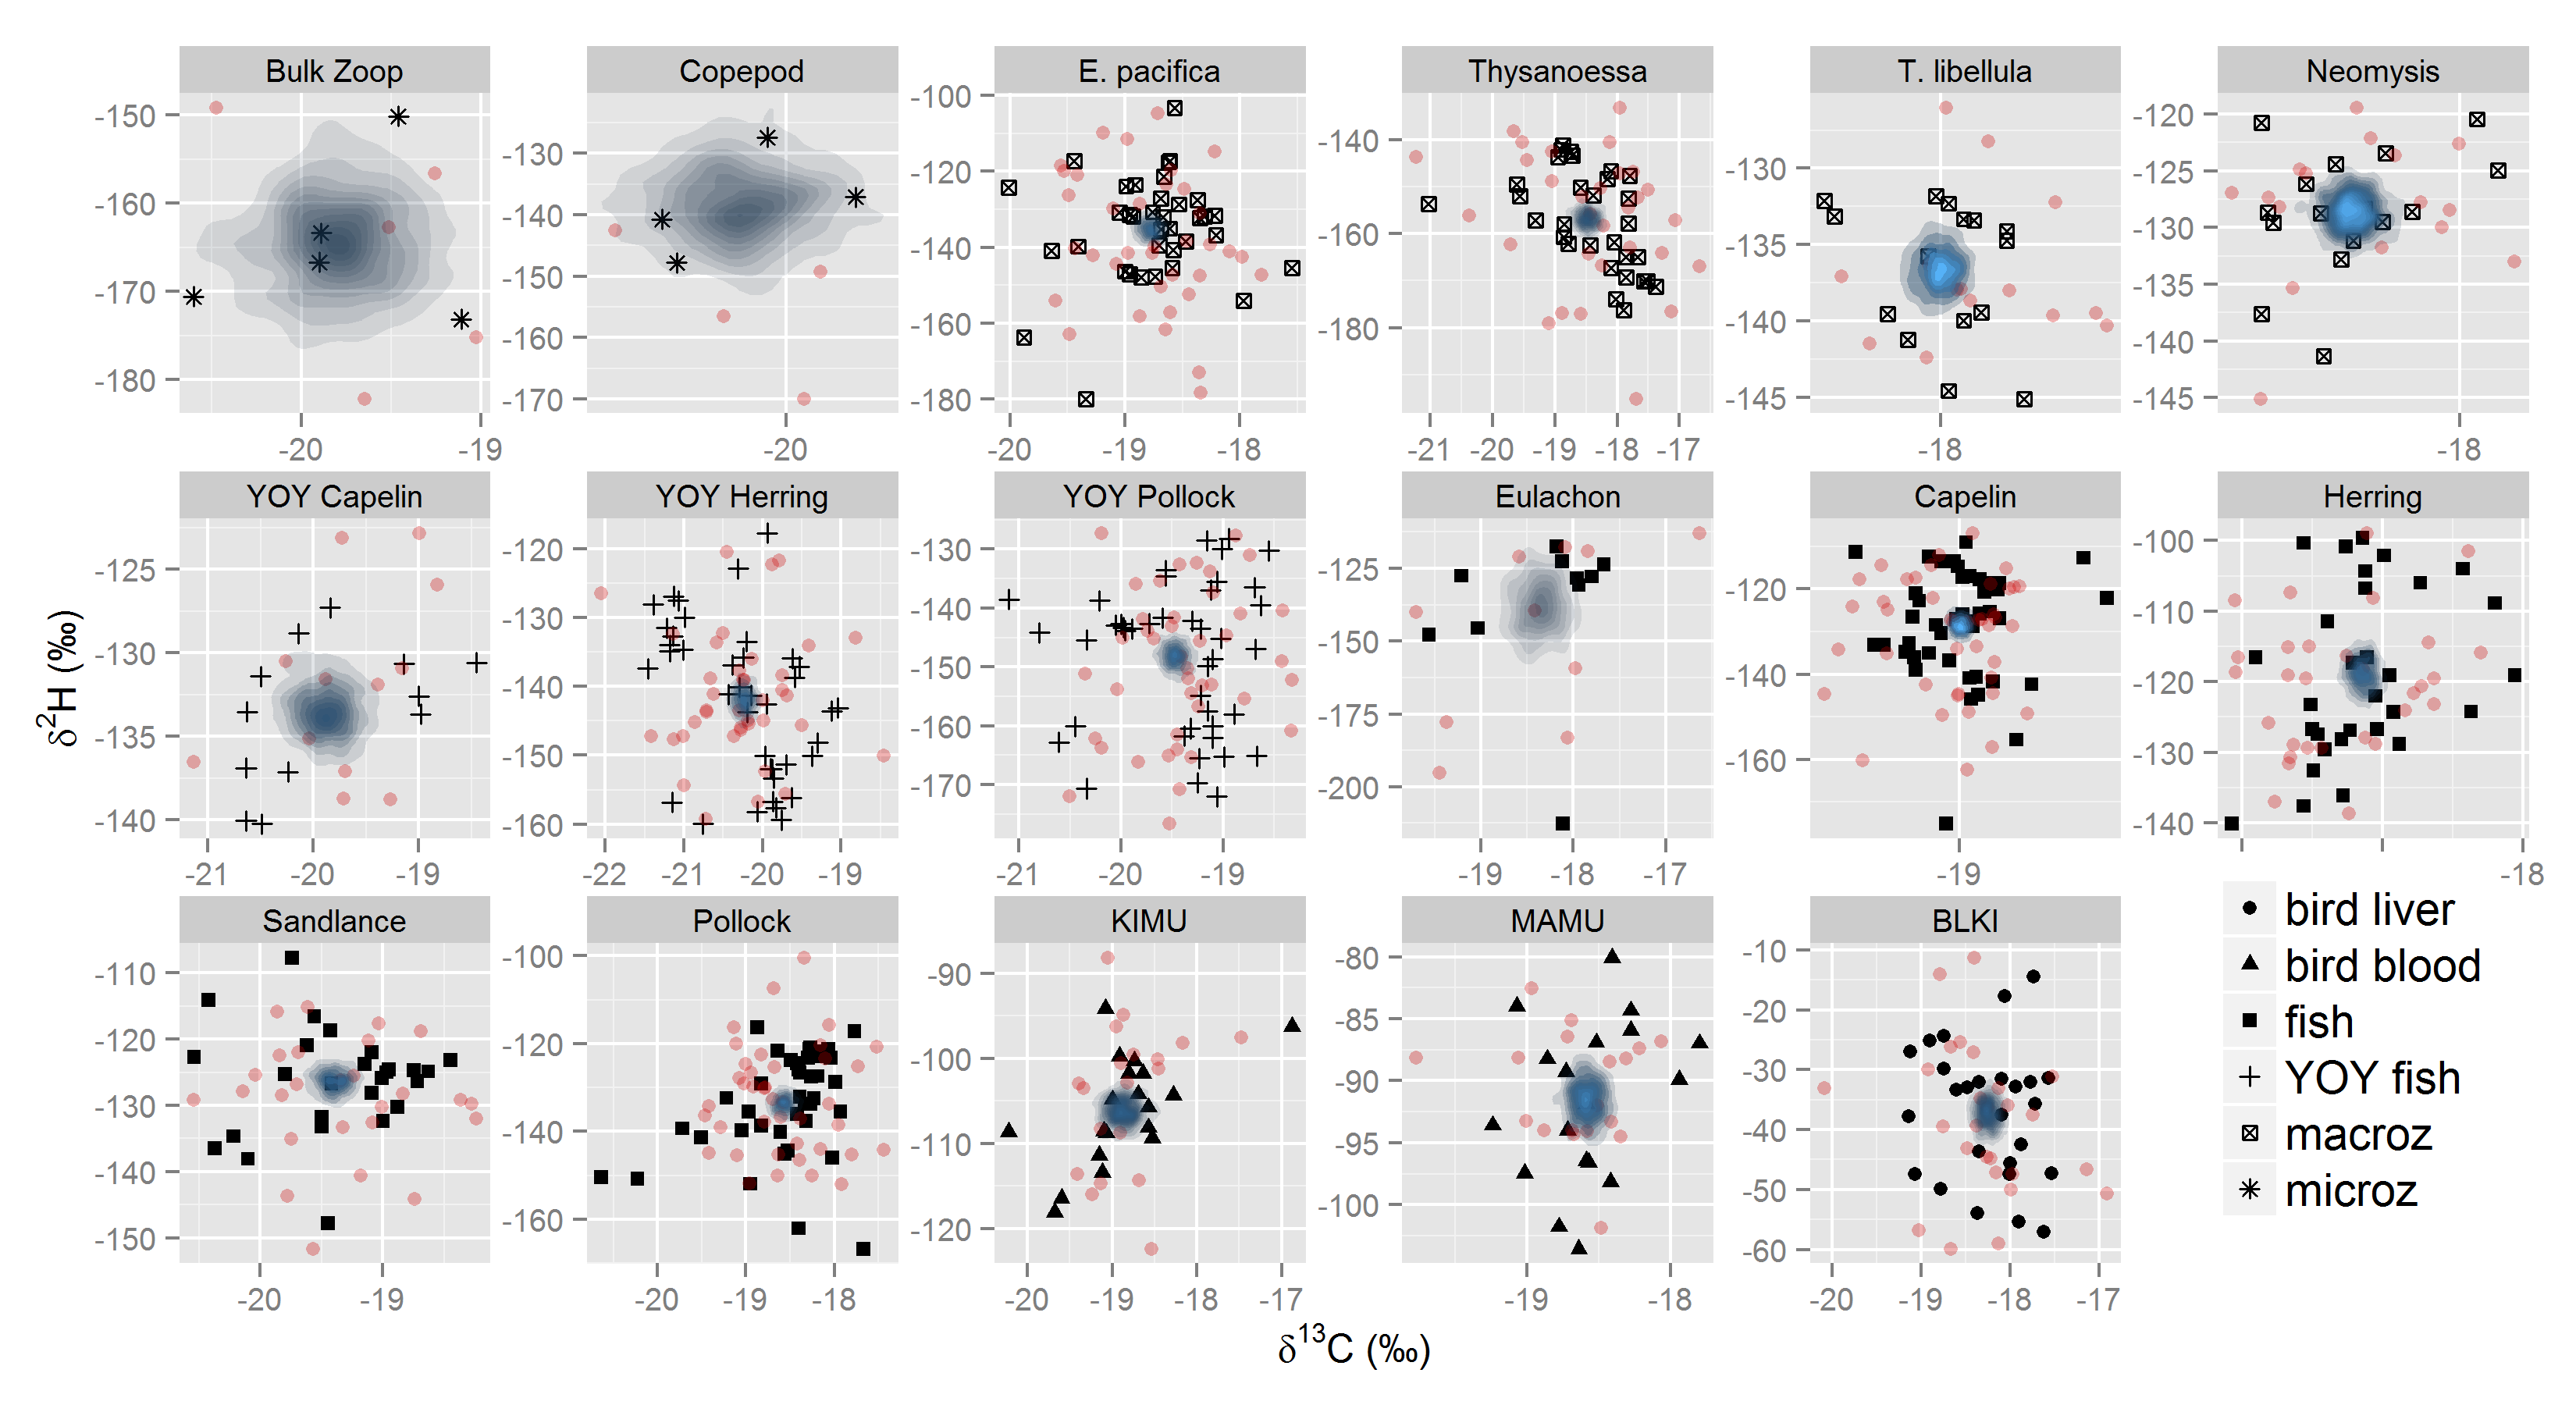 Bulk Zoop Copepod E. pacifica Thysanoessa T. libellula Neomysis
-150 -160 -170 -180
-130 -140 -150 -160 -170
-100 -120 -140 -160 -180
-140 -160 -180
-130 -135 -140 -145
-120 -125 -130 -135 -140 -145
-20 -19 -20 -20 -19 -18 -21 -20 -19 -18 -17 -18 -18
YOY Capelin YOY Herring YOY Pollock Eulachon Capelin Herring
-125 -130 -135 -140
-120 -130 -140 -150 -160
-130 -140 -150 -160 -170
-125 -150 -175 -200
-120 -140 -160
-100 -110 -120 -130 -140
-21 -20 -19 -22 -21 -20 -19 -21 -20 -19 -19 -18 -17 -19 -18
Sandlance Pollock KIMU MAMU BLKI
-110 -120 -130 -140 -150
-100 -120 -140 -160
-90 -100 -110 -120
-80 -85 -90 -95 -100
-10 -20 -30 -40 -50 -60
-20 -19 -20 -19 -18 -20 -19 -18 -17 -19 -18 -20 -19 -18 -17
δ²H (‰)
δ¹³C (‰)
bird liver
bird blood
fish
YOY fish
macroz
microz